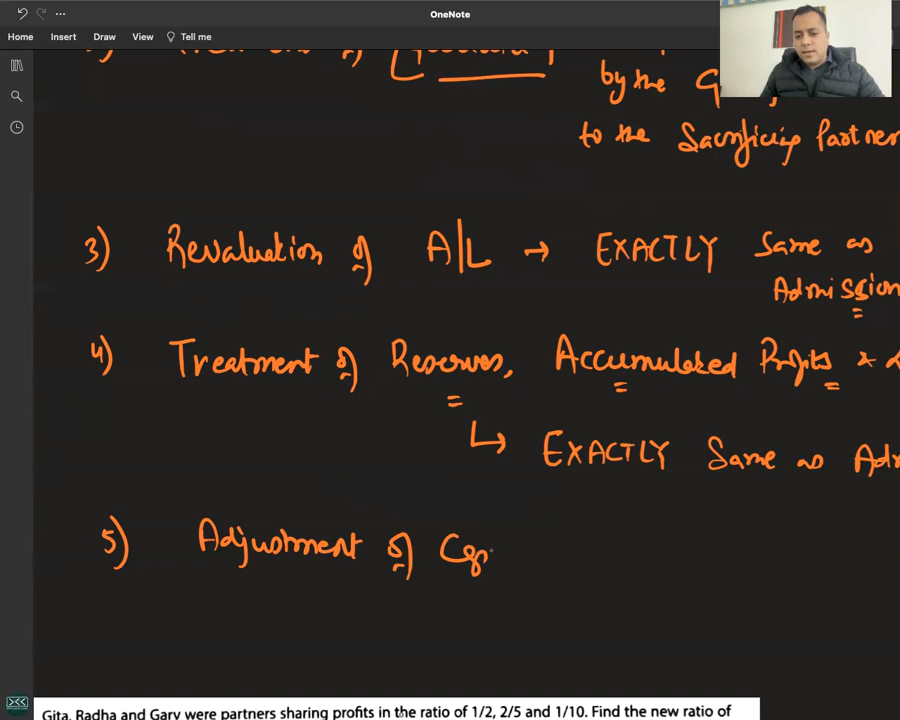 OneNote
Home Insert Draw View Tell me
by the
to the Sacrificing Partner
3) Revaluation of A/L → EXACTLY Same as
Admission
4) Treatment of Reserves, Accumulated Profits &
↳ EXACTLY Same as
5) Adjustment of Cap
Gita, Radha and Garv were partners sharing profits in the ratio of 1/2, 2/5 and 1/10. Find the new ratio of